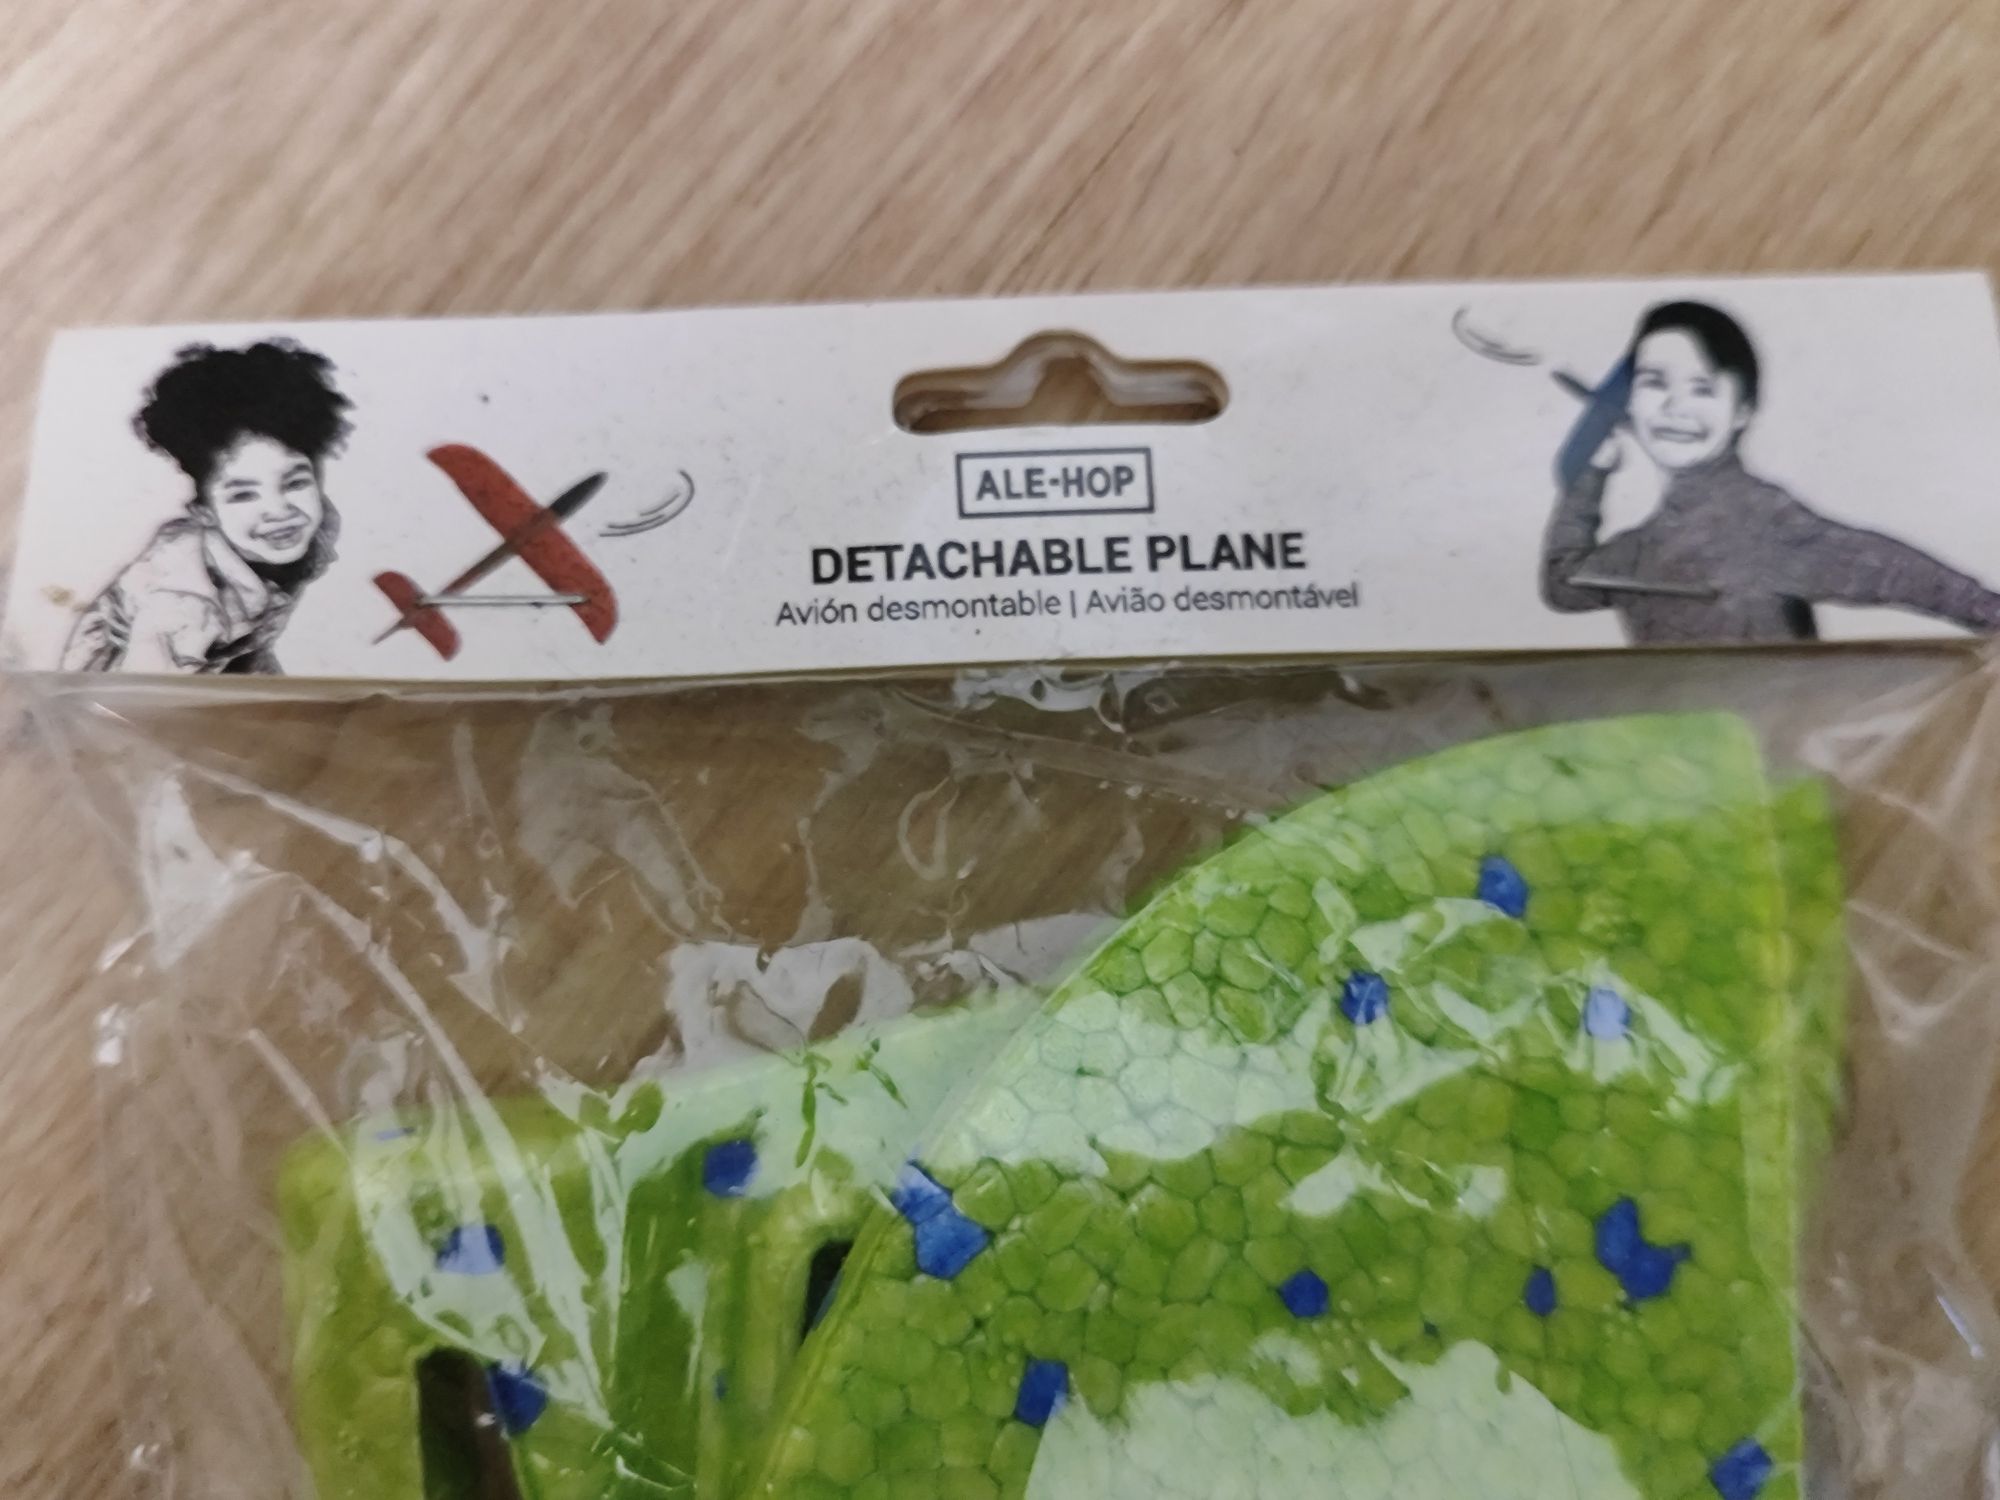 ALE-HOP
DETACHABLE PLANE
Avión desmontable | Avião desmontável